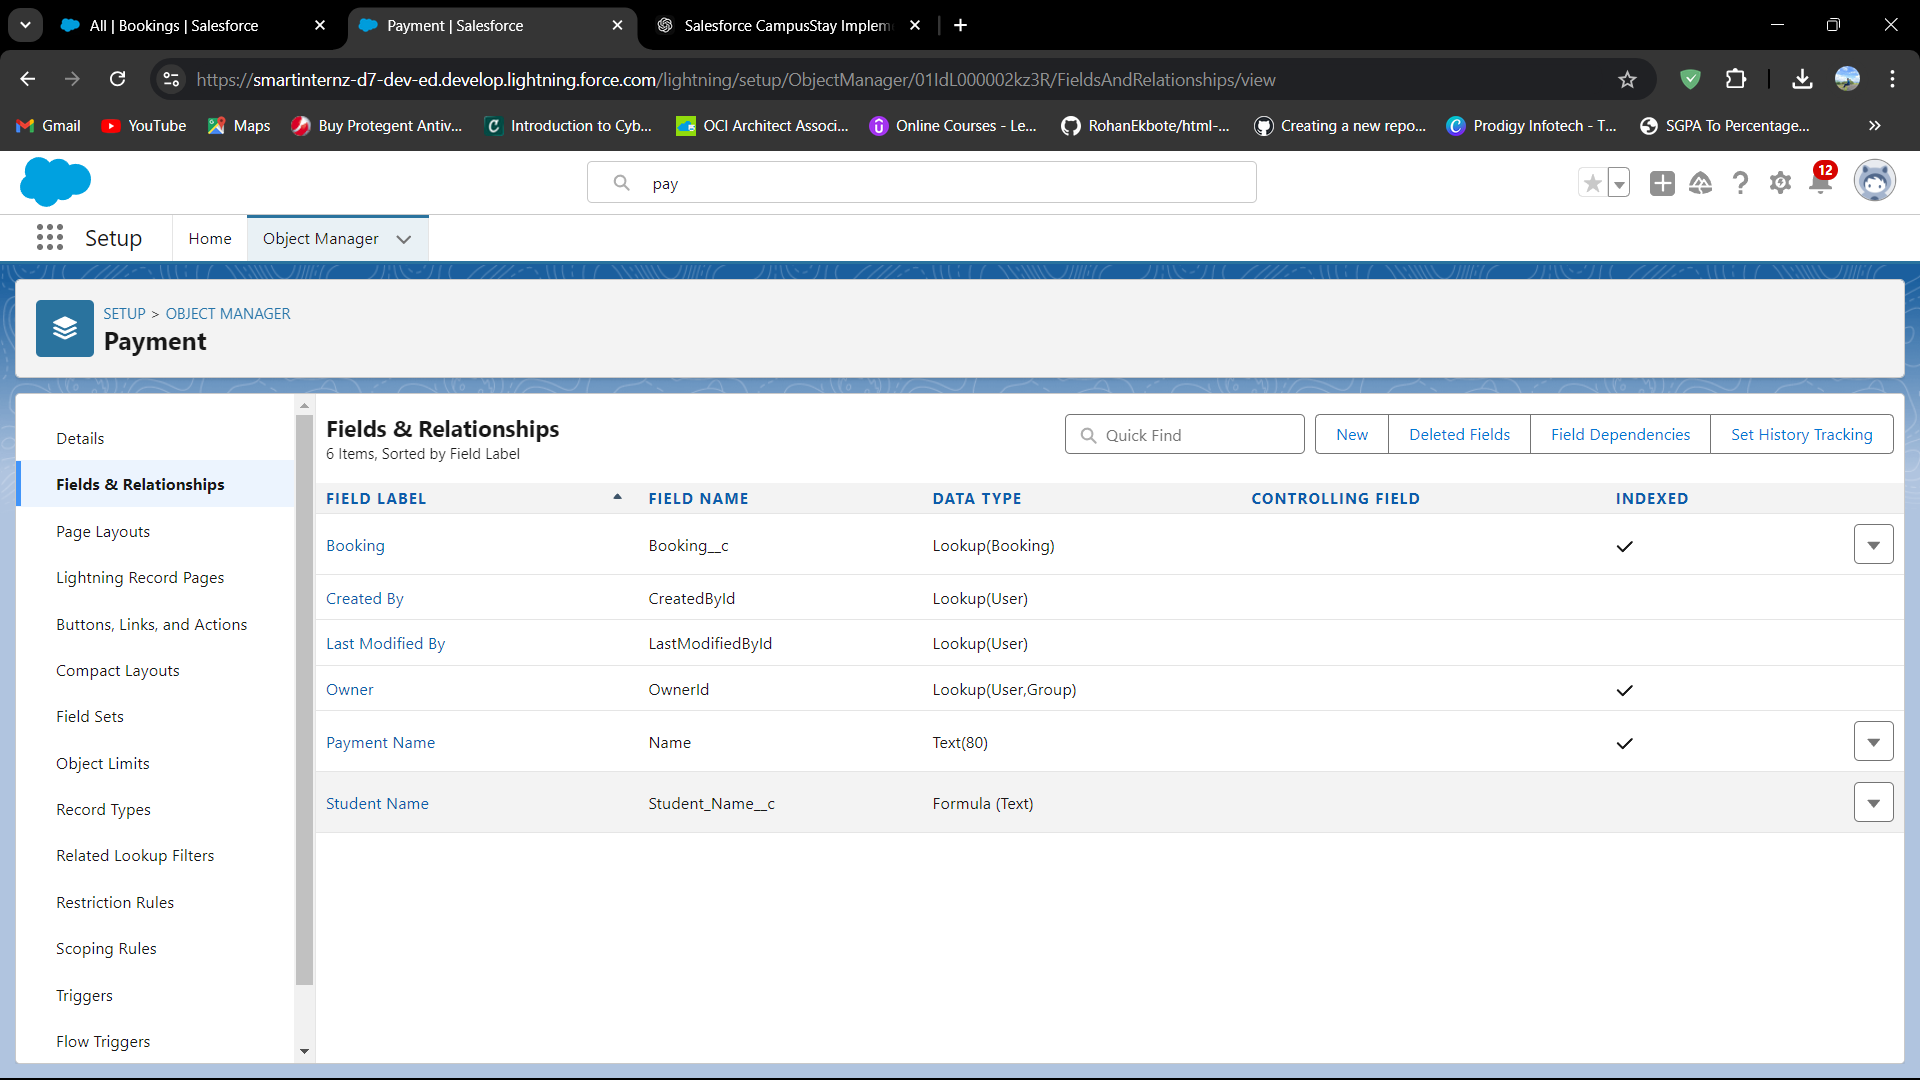 All | Bookings | Salesforce
Payment | Salesforce
Salesforce CampusStay Implem
https://smartinternz-d7-dev-ed.develop.lightning.force.com/lightning/setup/ObjectManager/01IdL000002kz3R/FieldsAndRelationships/view
Gmail YouTube Maps Buy Protegent Antiv... Introduction to Cyb... OCI Architect Associ... Online Courses - Le... RohanEkbote/html-... Creating a new repo... Prodigy Infotech - T... SGPA To Percentage...
pay
12
Setup Home Object Manager
SETUP > OBJECT MANAGER
Payment
Details
Fields & Relationships
Page Layouts
Lightning Record Pages
Buttons, Links, and Actions
Compact Layouts
Field Sets
Object Limits
Record Types
Related Lookup Filters
Restriction Rules
Scoping Rules
Triggers
Flow Triggers
Fields & Relationships
6 Items, Sorted by Field Label
Quick Find New Deleted Fields Field Dependencies Set History Tracking
FIELD LABEL FIELD NAME DATA TYPE CONTROLLING FIELD INDEXED
Booking Booking__c Lookup(Booking)
Created By CreatedById Lookup(User)
Last Modified By LastModifiedById Lookup(User)
Owner OwnerId Lookup(User,Group)
Payment Name Name Text(80)
Student Name Student_Name__c Formula (Text)